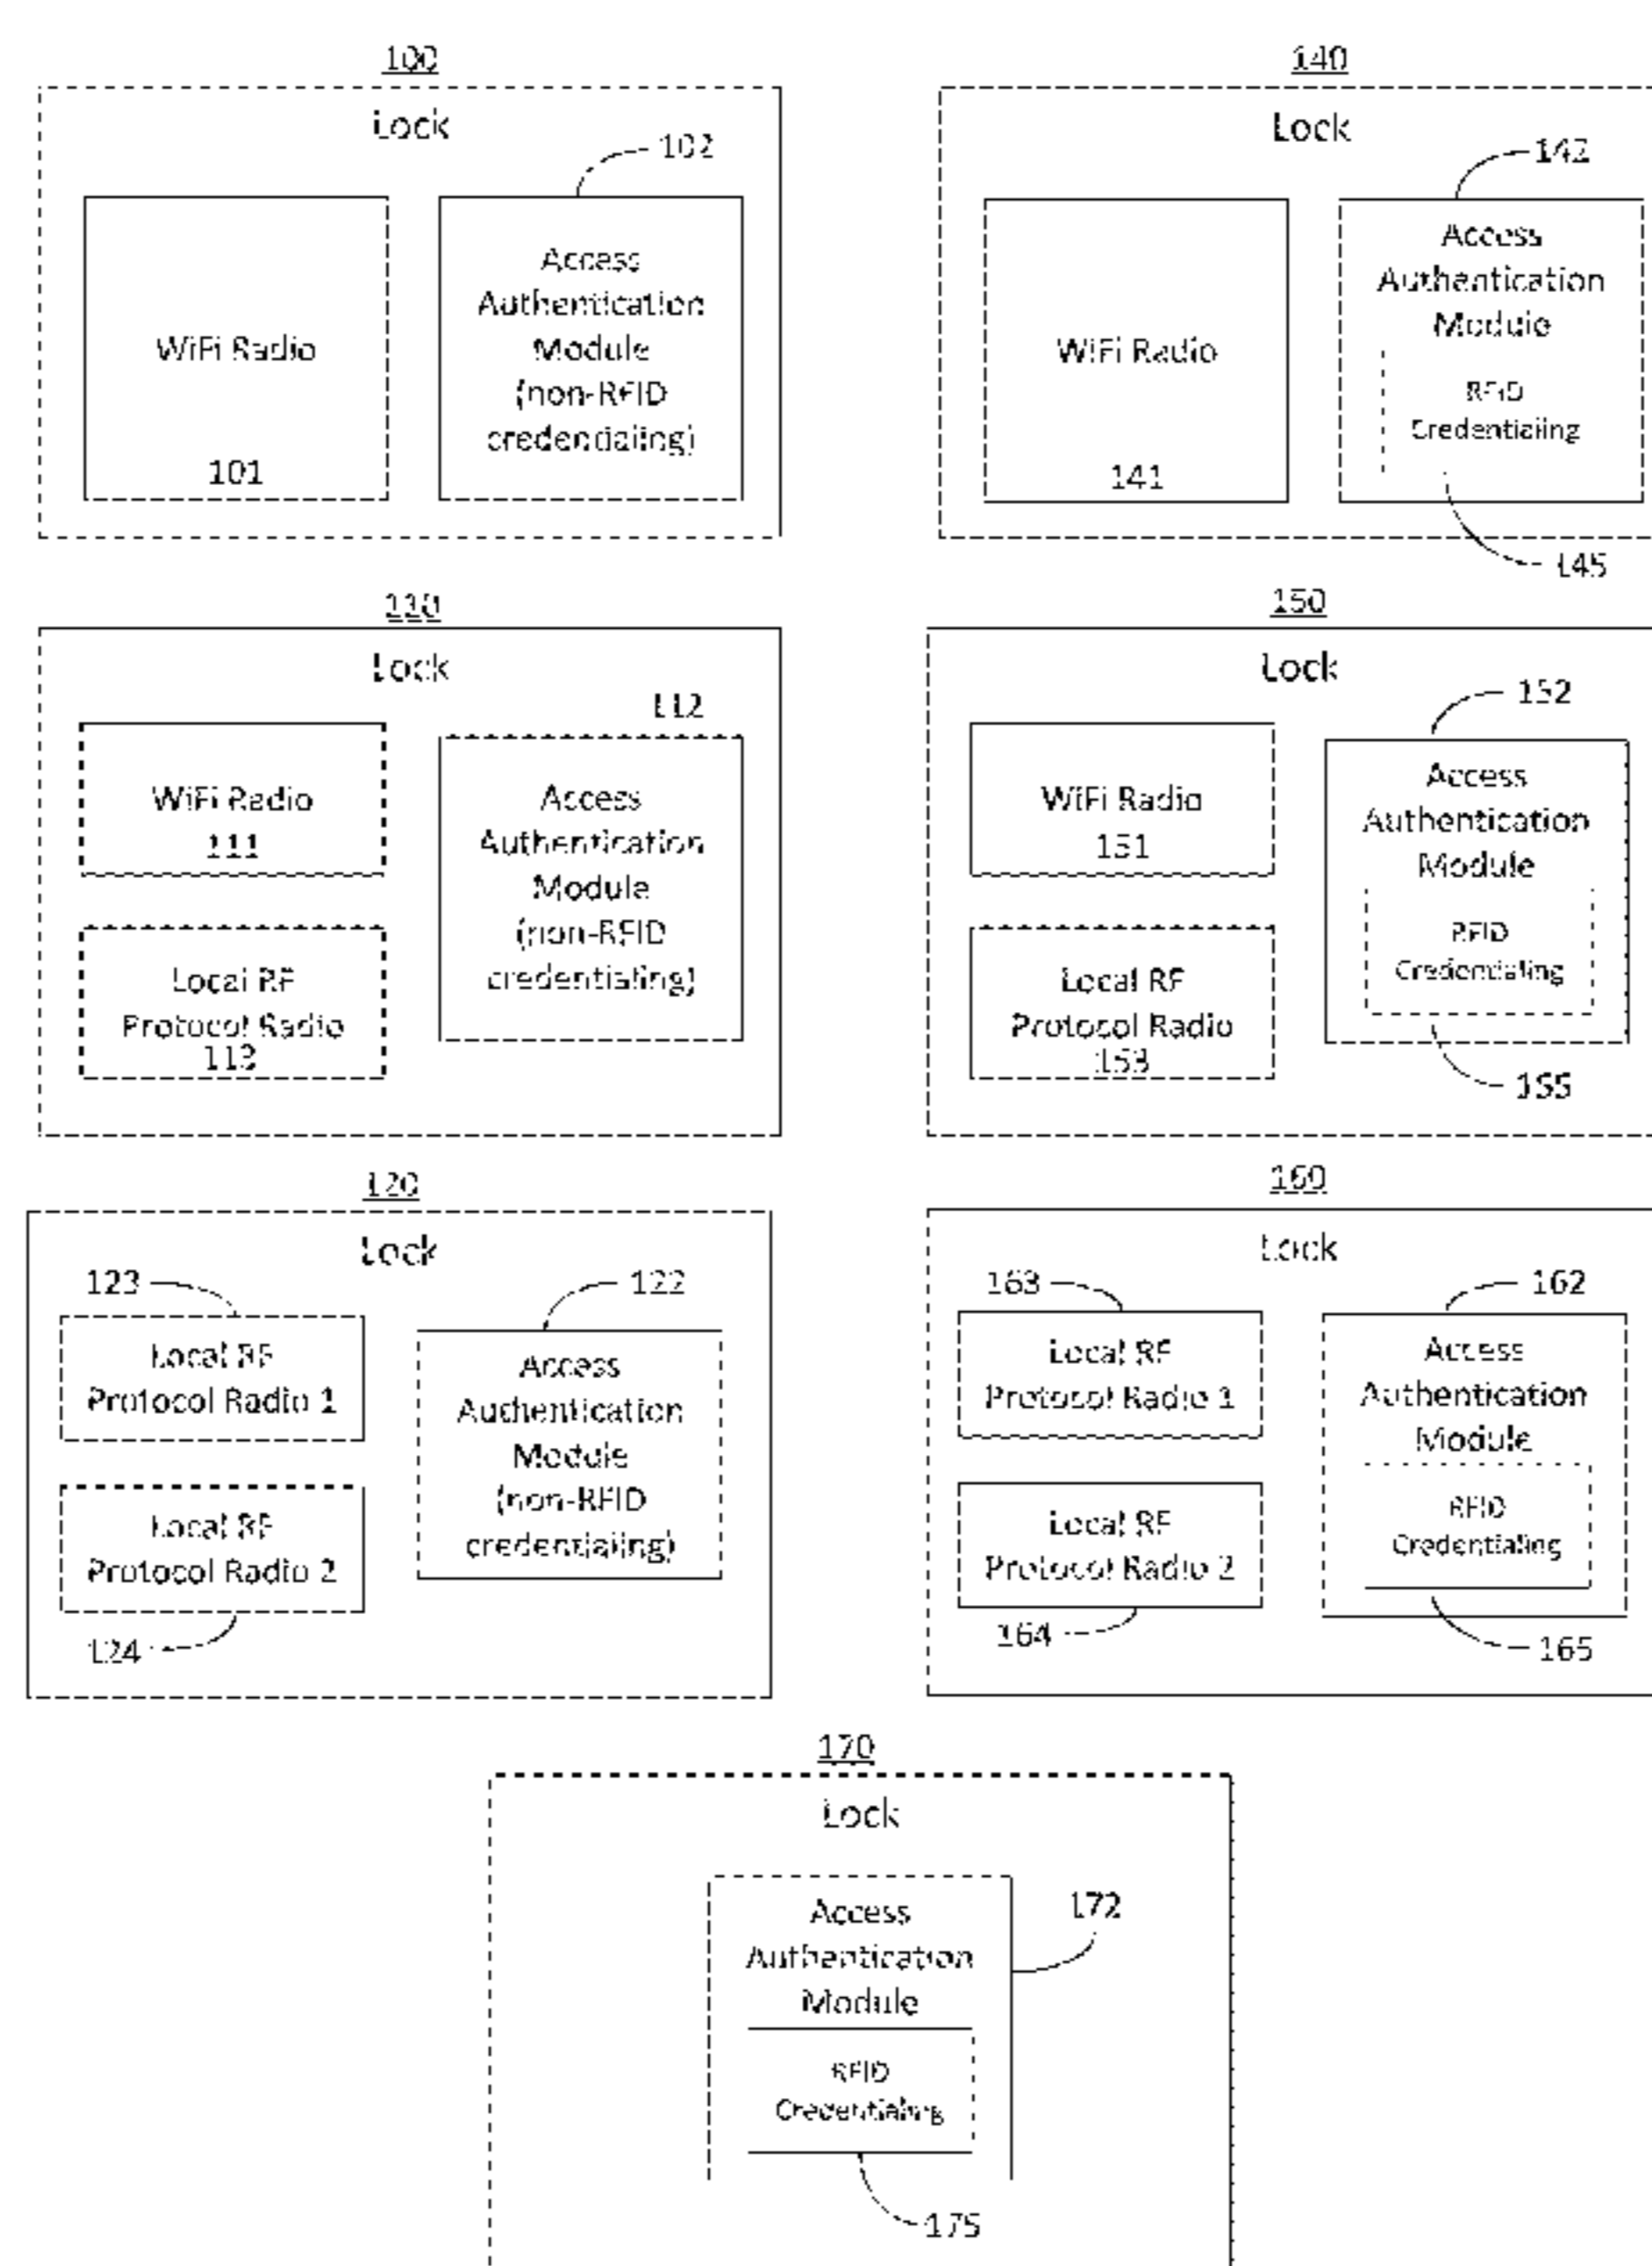 100
Lock
102
WiFi Radio
101
Access
Authentication
Module
(non-RFID
credentialing)
140
Lock
142
WiFi Radio
141
Access
Authentication
Module
RFID
Credentialing
145
110
Lock
112
WiFi Radio
111
Local RF
Protocol Radio
113
Access
Authentication
Module
(non-RFID
credentialing)
150
Lock
152
WiFi Radio
151
Local RF
Protocol Radio
153
Access
Authentication
Module
RFID
Credentialing
155
120
Lock
123
122
Local RF
Protocol Radio 1
Local RF
Protocol Radio 2
124
Access
Authentication
Module
(non-RFID
credentialing)
160
Lock
163
162
Local RF
Protocol Radio 1
Local RF
Protocol Radio 2
164
Access
Authentication
Module
RFID
Credentialing
165
170
Lock
172
Access
Authentication
Module
RFID
Credentialing
175